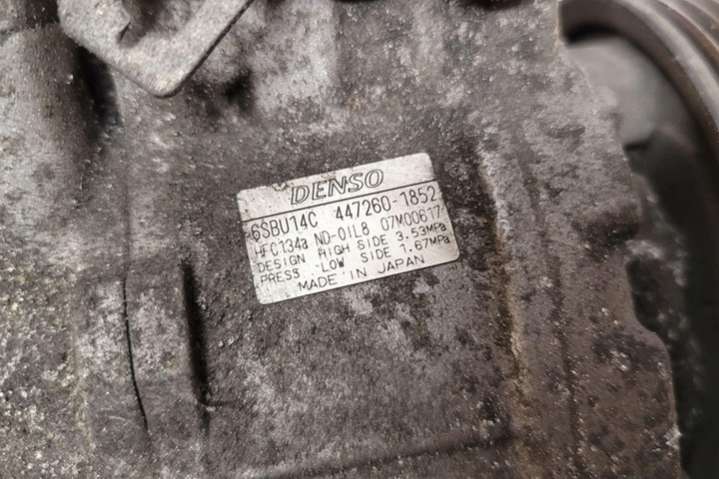 DENSO
6SBU14C 447260-1852
HFC134a ND-OIL8 07M00617
DESIGN HIGH SIDE 3.53MPa
PRESS. LOW SIDE 1.67MPa
MADE IN JAPAN